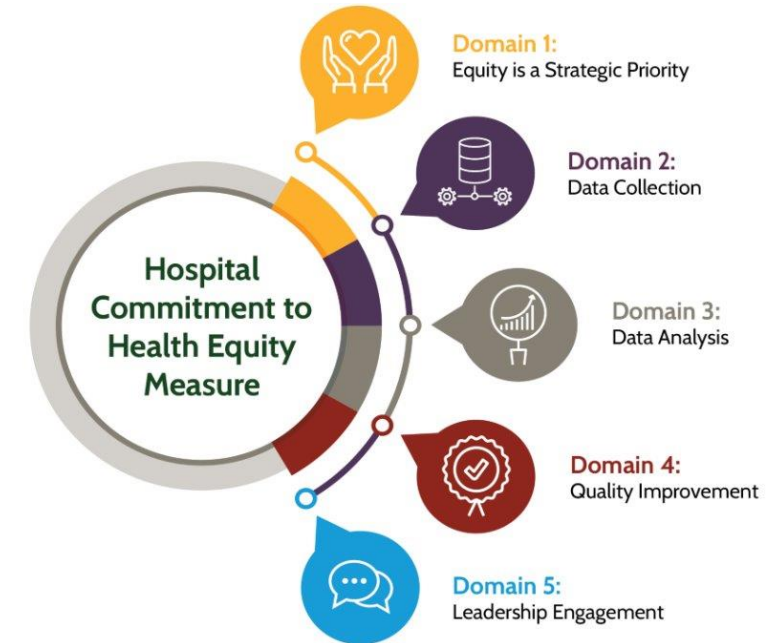 Hospital
Commitment to
Health Equity
Measure
Domain 1:
Equity is a Strategic Priority
Domain 2:
Data Collection
Domain 3:
Data Analysis
Domain 4:
Quality Improvement
Domain 5:
Leadership Engagement